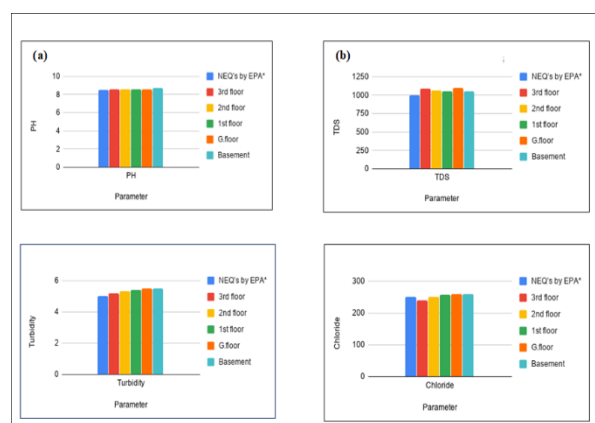 (a)
10
8
6
4
2
0
PH
PH
Parameter
NEQ's by EPA*
3rd floor
2nd floor
1st floor
G.floor
Basement
(b)
1250
1000
750
500
250
0
TDS
TDS
Parameter
NEQ's by EPA*
3rd floor
2nd floor
1st floor
G.floor
Basement
6
4
2
0
Turbidity
Turbidity
Parameter
NEQ's by EPA*
3rd floor
2nd floor
1st floor
G.floor
Basement
300
200
100
0
Chloride
Chloride
Parameter
NEQ's by EPA*
3rd floor
2nd floor
1st floor
G.floor
Basement